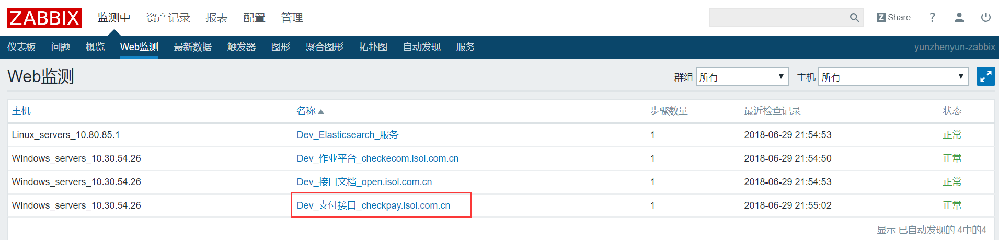 ZABBIX 监测中 资产记录 报表 配置 管理 Z Share ?
仪表板 问题 概览 Web监测 最新数据 触发器 图形 聚合图形 拓扑图 自动发现 服务 yunzhenyun-zabbix
Web监测 群组 所有 主机 所有
主机 名称 步骤数量 最近检查记录 状态
Linux_servers_10.80.85.1 Dev_Elasticsearch_服务 1 2018-06-29 21:54:53 正常
Windows_servers_10.30.54.26 Dev_作业平台_checkecom.isol.com.cn 1 2018-06-29 21:54:50 正常
Windows_servers_10.30.54.26 Dev_接口文档_open.isol.com.cn 1 2018-06-29 21:54:53 正常
Windows_servers_10.30.54.26 Dev_支付接口_checkpay.isol.com.cn 1 2018-06-29 21:55:02 正常
显示 已自动发现的 4中的4